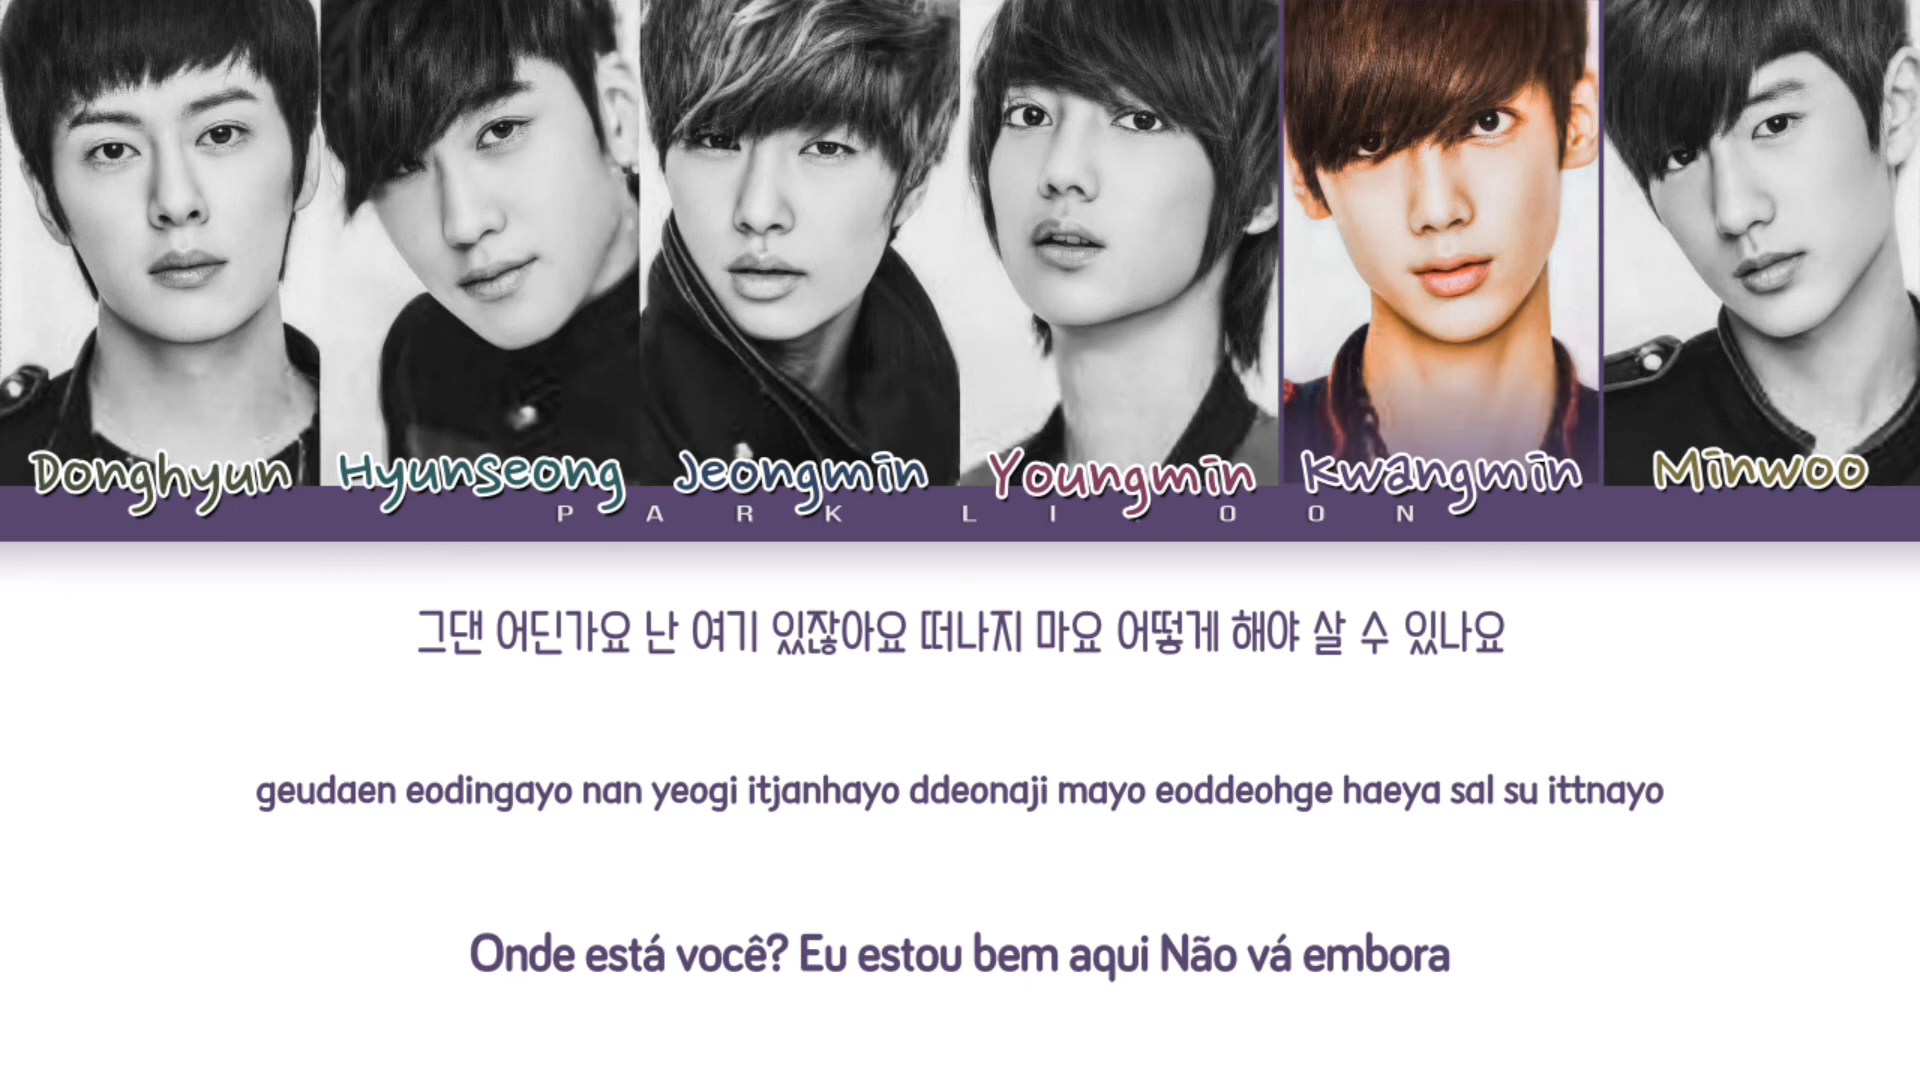 Donghyun Hyunseong Jeongmin Youngmin Kwangmin Minwoo
PARK
그댄 어딘가요 난 여기 있잖아요 떠나지 마요 어떻게 해야 살 수 있나요
geudaen eodingayo nan yeogi itjanhayo ddeonaji mayo eoddeohge haeya sal su ittnayo
Onde está você? Eu estou bem aqui Não vá embora